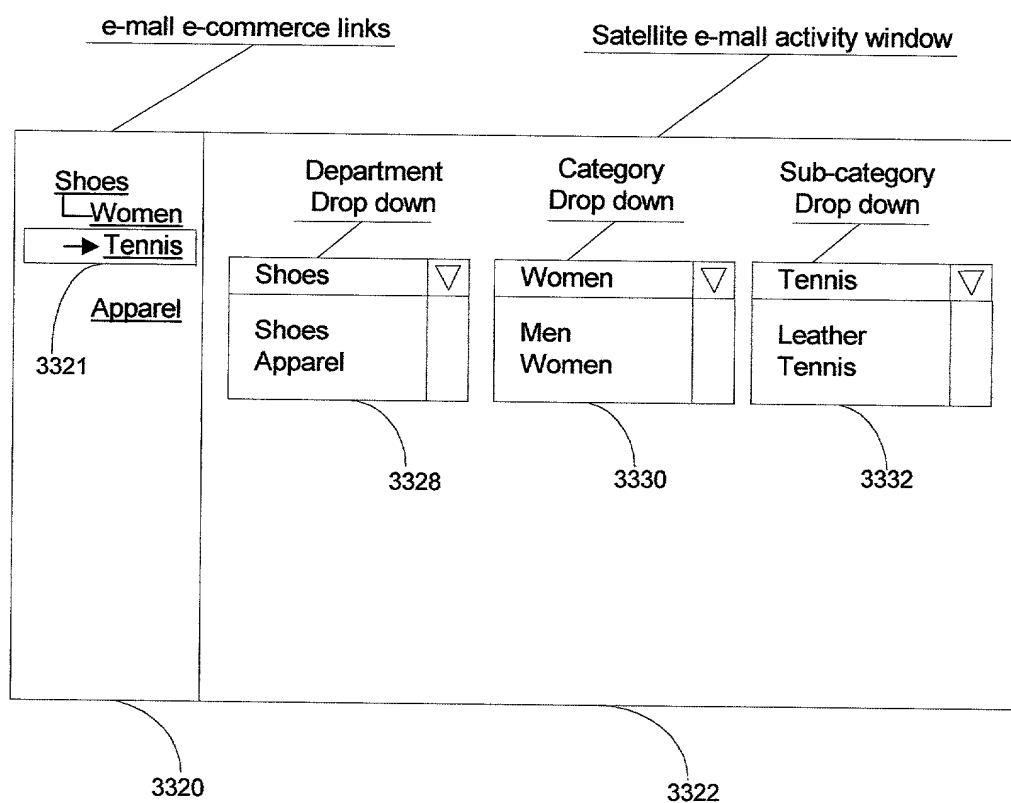 e-mall e-commerce links
Satellite e-mall activity window
Shoes
Women
Tennis
Apparel
3321
Department
Drop down
Category
Drop down
Sub-category
Drop down
Shoes
Shoes
Apparel
Women
Men
Women
Tennis
Leather
Tennis
3328
3330
3332
3320
3322